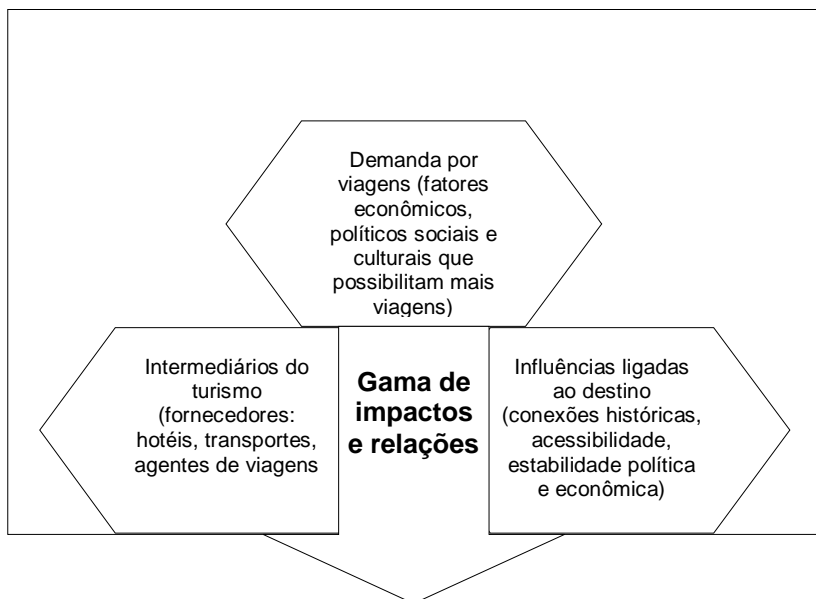 Demanda por
viagens (fatores
econômicos,
políticos sociais e
culturais que
possibilitam mais
viagens)
Intermediários do
turismo
(fornecedores:
hotéis, transportes,
agentes de viagens
Gama de
impactos
e relações
Influências ligadas
ao destino
(conexões históricas,
acessibilidade,
estabilidade política
e econômica)